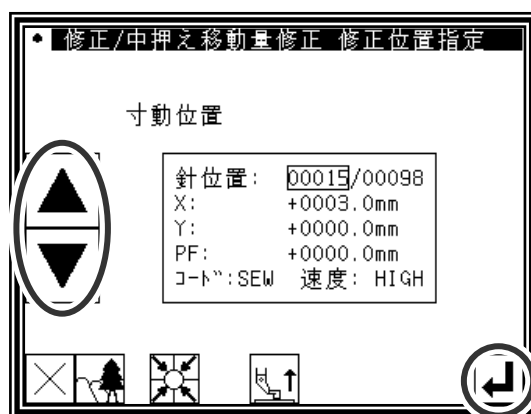 修正/中押え移動量修正 修正位置指定
寸動位置
針位置: 00015/00098
X: +0003.0mm
Y: +0000.0mm
PF: +0000.0mm
コード:SEW 速度: HIGH